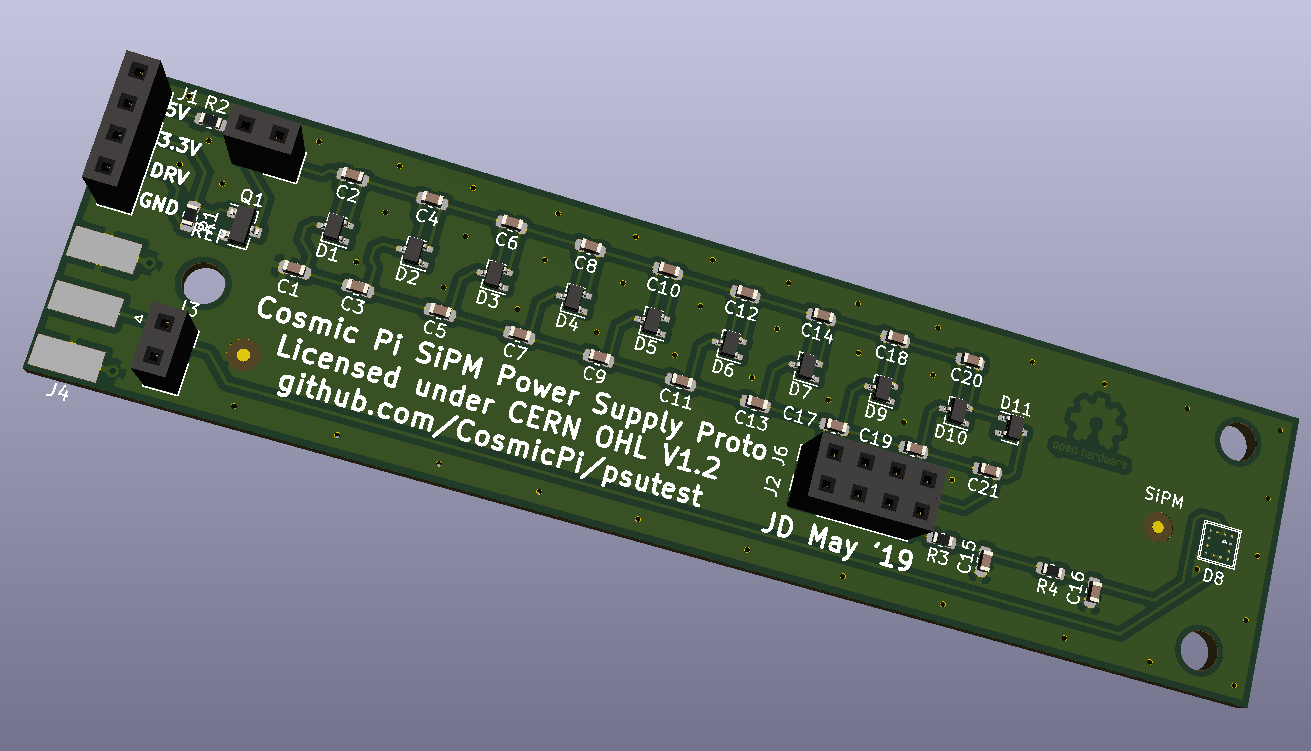 J1 R2
5V
3.3V
DRV
GND
Q1
R1
C2
C4
C6
C8
C10
C12
C14
C18
C20
D1
D2
D3
D4
D5
D6
D7
D9
D10
D11
C1
C3
C5
C7
C9
C11
C13
C17
C19
C21
Cosmic Pi SiPM Power Supply Proto
Licensed under CERN OHL V1.2
github.com/CosmicPi/psutest
J2 J6
JD May '19
open hardware
SiPM
D8
R3
C15
R4
C16
J4